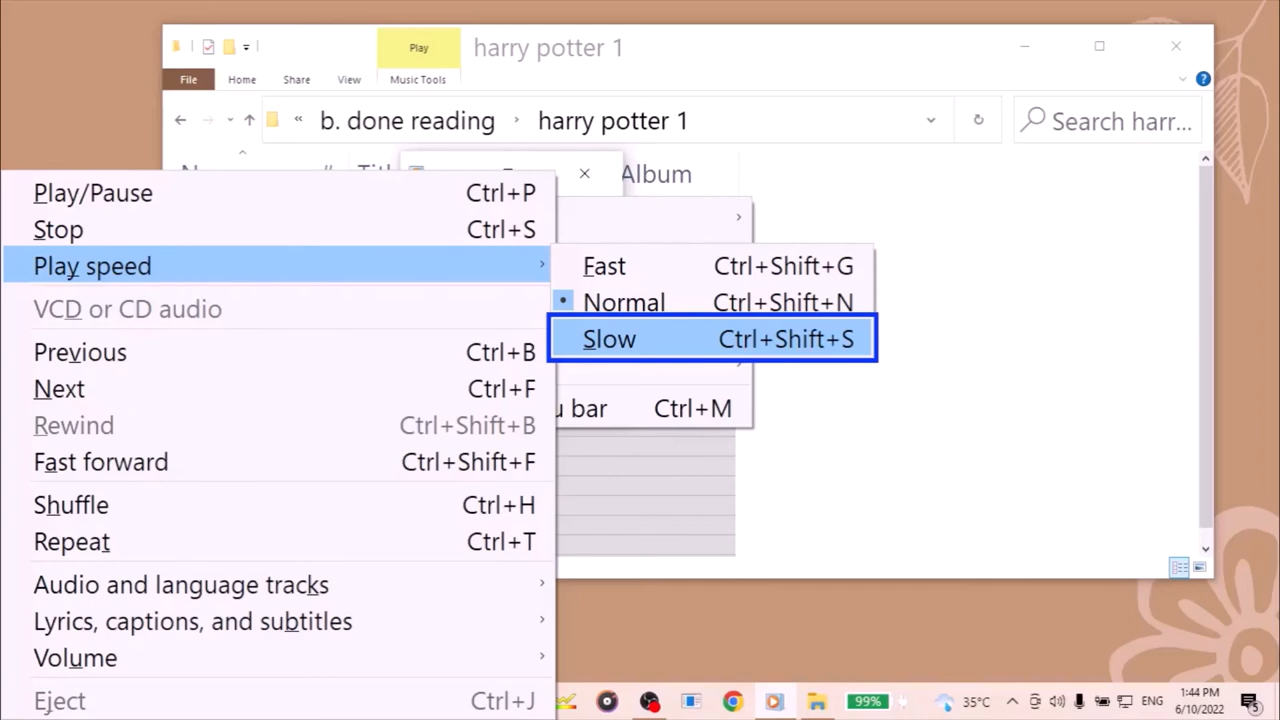 Play
harry potter 1
File
Home
Share
View
Music Tools
b. done reading
harry potter 1
Search harr...
Album
Play/Pause Ctrl+P
Stop Ctrl+S
Play speed
VCD or CD audio
Previous Ctrl+B
Next Ctrl+F
Rewind Ctrl+Shift+B
Fast forward Ctrl+Shift+F
Shuffle Ctrl+H
Repeat Ctrl+T
Audio and language tracks
Lyrics, captions, and subtitles
Volume
Eject Ctrl+J
Fast Ctrl+Shift+G
Normal Ctrl+Shift+N
Slow Ctrl+Shift+S
bar Ctrl+M
99%
35°C
ENG
1:44 PM
6/10/2022
5